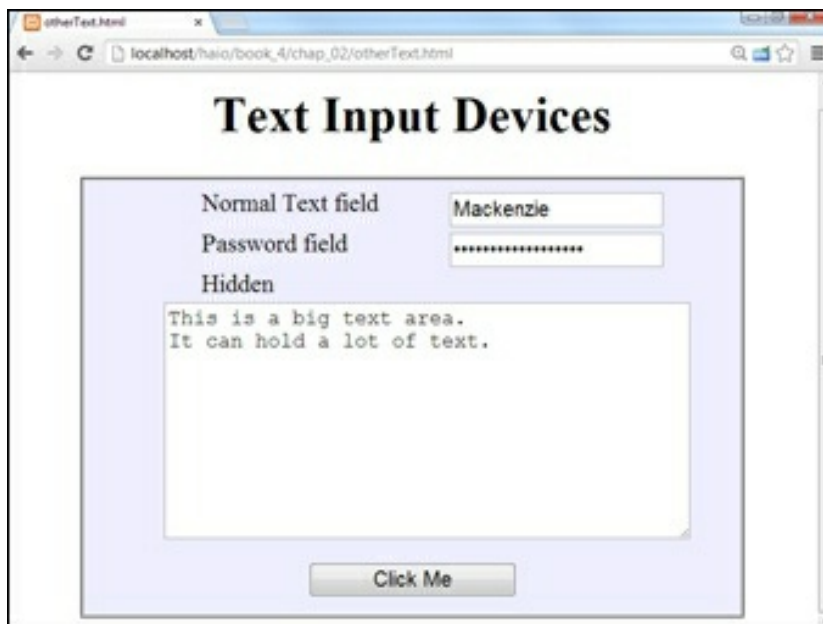 otherText.html
localhost/haio/book_4/chap_02/otherText.html
Text Input Devices
Normal Text field Mackenzie
Password field ••••••••••••••••••
Hidden
This is a big text area.
It can hold a lot of text.
Click Me